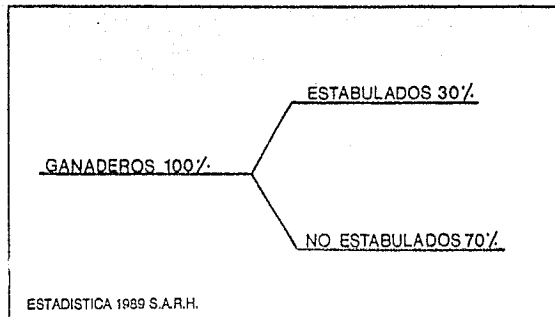 ESTABULADOS 30%
GANADEROS 100%
NO ESTABULADOS 70%
ESTADISTICA 1989 S.A.R.H.